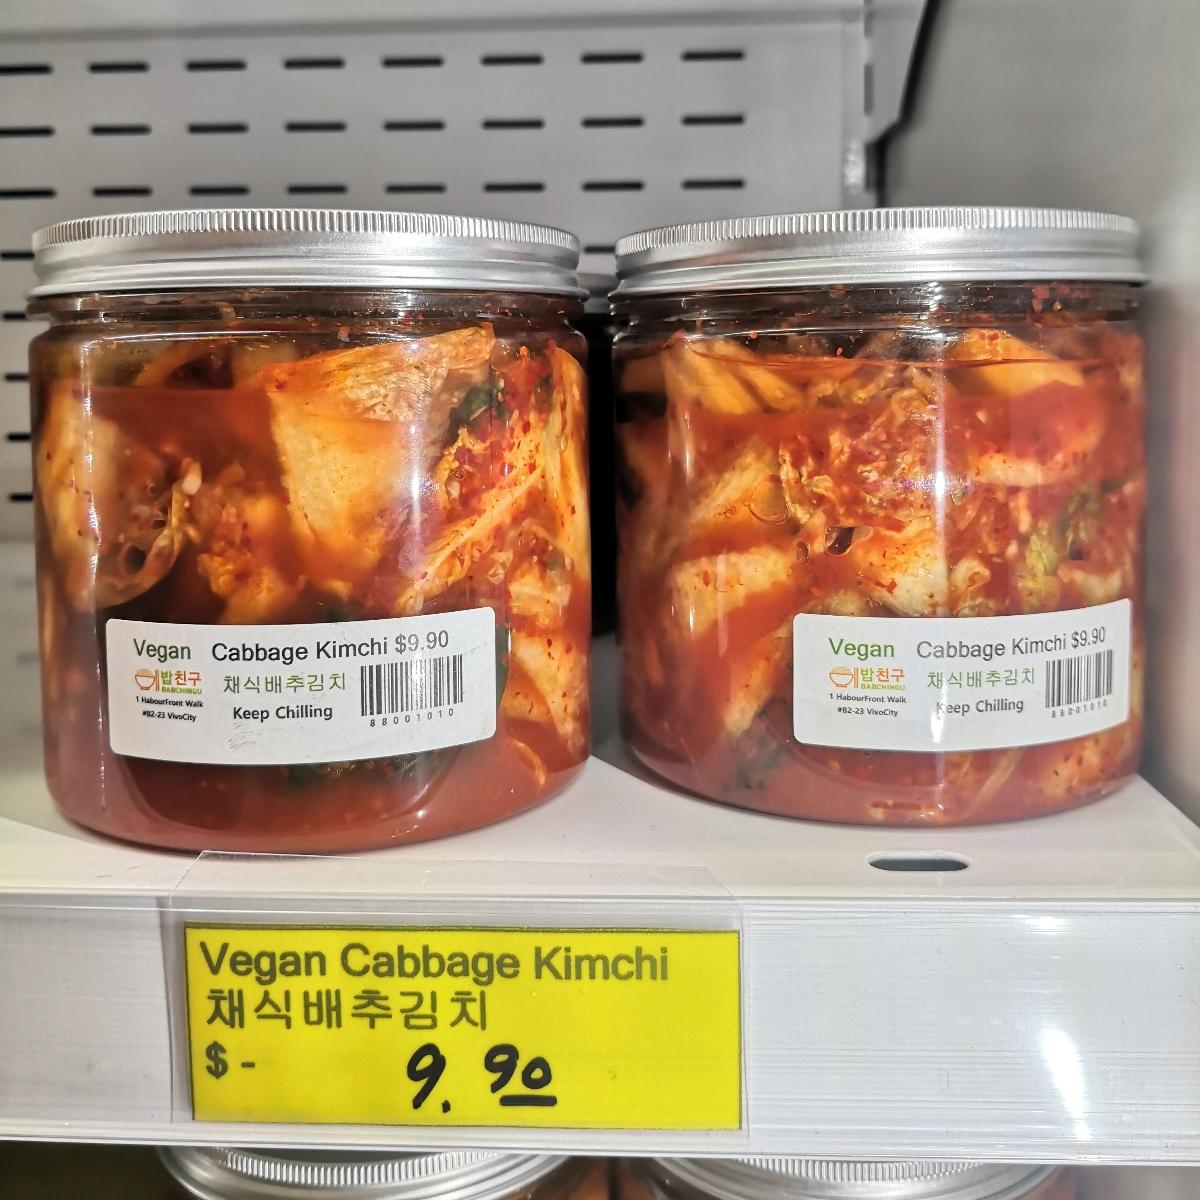 Vegan Cabbage Kimchi $9.90
밥친구
BABCHINGU
채식배추김치
1 HabourFront Walk
#B2-23 VivoCity
Keep Chilling
88001010
Vegan Cabbage Kimchi $9.90
밥친구
BABCHINGU
채식배추김치
1 HabourFront Walk
#B2-23 VivoCity
Keep Chilling
88001010
Vegan Cabbage Kimchi
채식배추김치
$ - 9.90